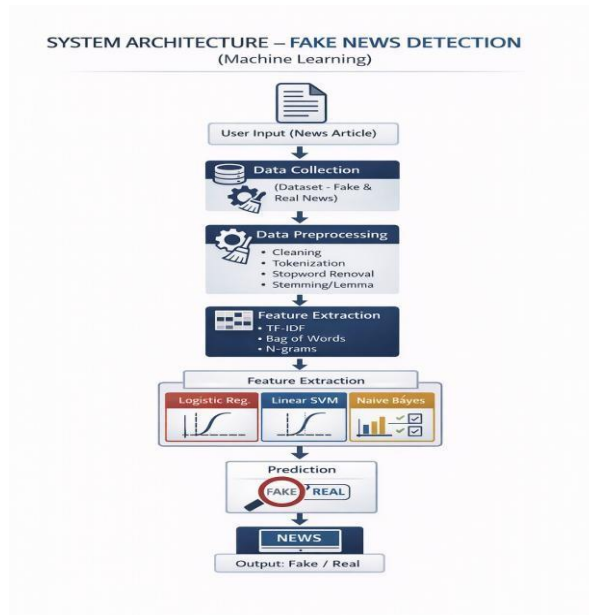 SYSTEM ARCHITECTURE – FAKE NEWS DETECTION
(Machine Learning)
User Input (News Article)
Data Collection
(Dataset - Fake &
Real News)
Data Preprocessing
• Cleaning
• Tokenization
• Stopword Renoval
• Stemming/Lemma
Feature Extraction
• TF-IDF
• Bag of Words
• N-grams
Feature Extraction
Logistic Reg. Linear SVM Naive Báyes
Prediction
FAKE REAL
NEWS
Output: Fake / Real